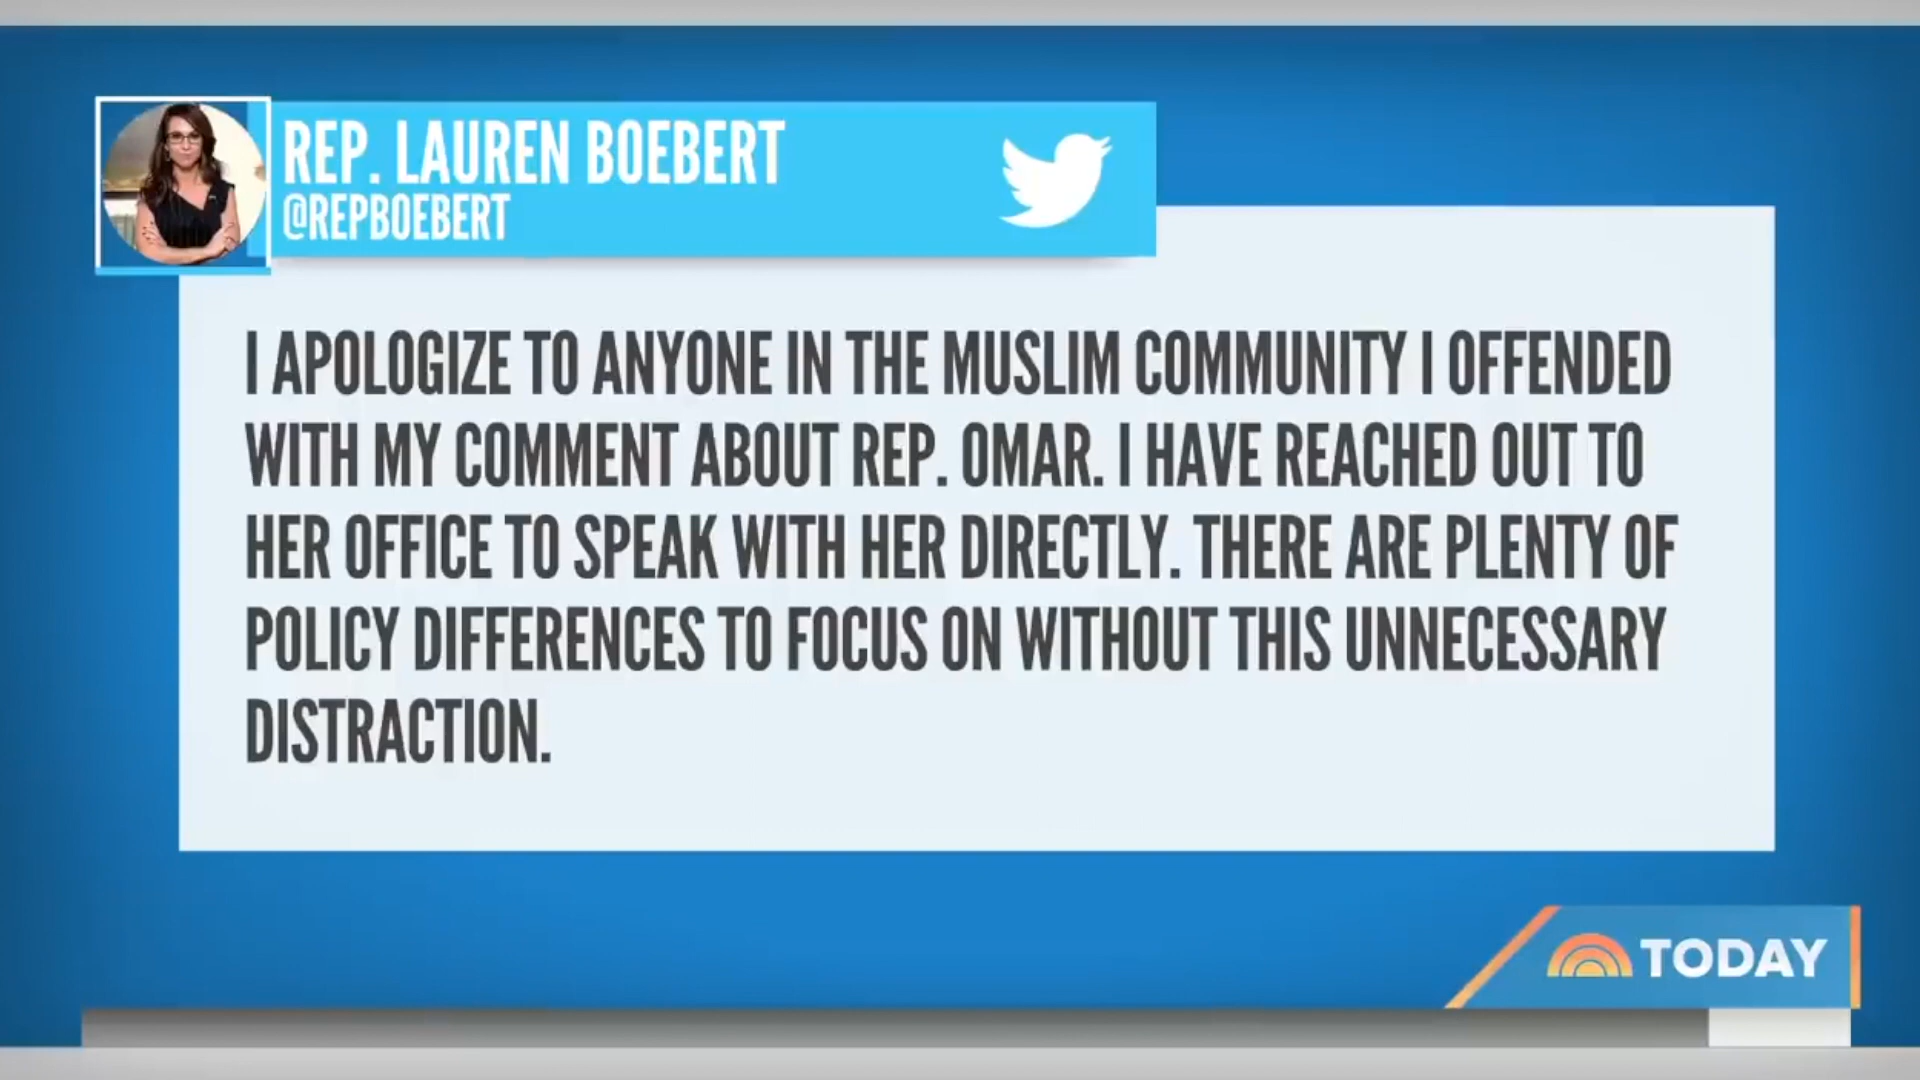 REP. LAUREN BOEBERT
@REPBOEBERT
I APOLOGIZE TO ANYONE IN THE MUSLIM COMMUNITY I OFFENDED
WITH MY COMMENT ABOUT REP. OMAR. I HAVE REACHED OUT TO
HER OFFICE TO SPEAK WITH HER DIRECTLY. THERE ARE PLENTY OF
POLICY DIFFERENCES TO FOCUS ON WITHOUT THIS UNNECESSARY
DISTRACTION.
TODAY